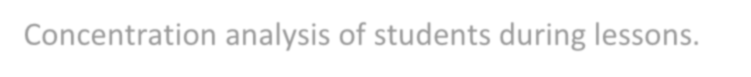 Concentration analysis of students during lessons.